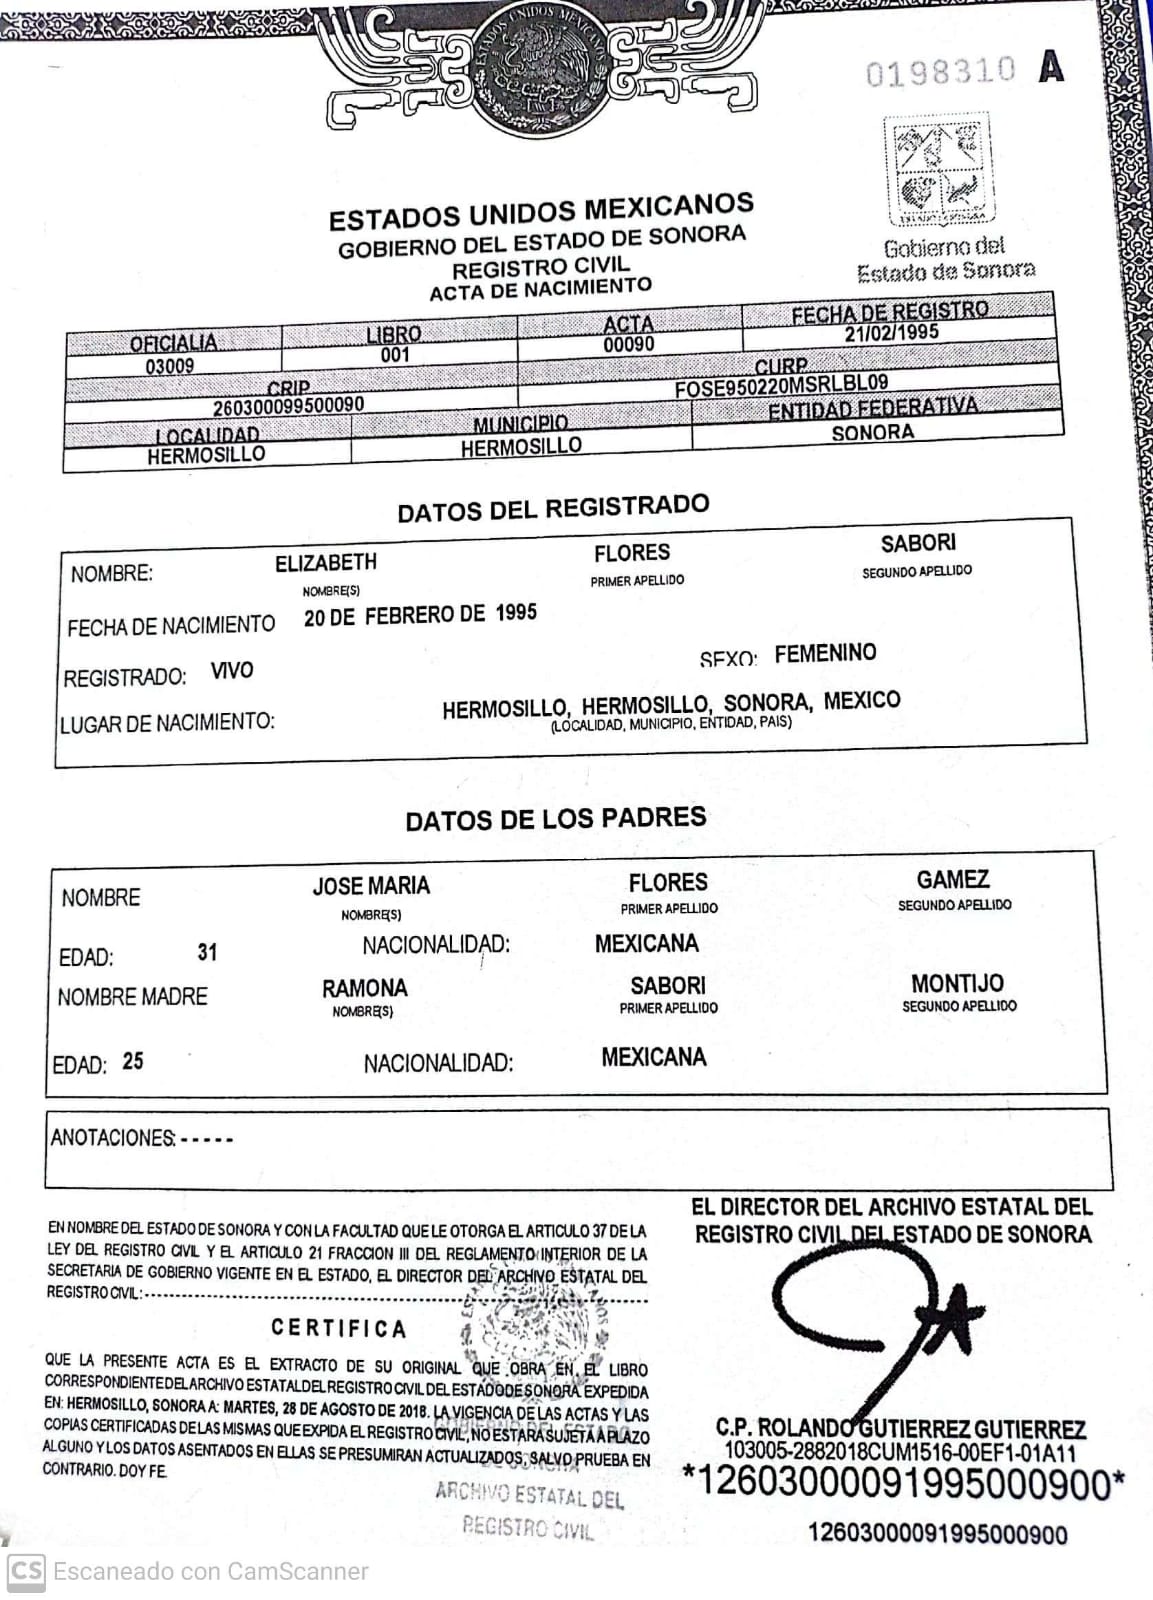 ESTADOS UNIDOS MEXICANOS
0198310 A
Gobierno del
Estado de Sonora
ESTADOS UNIDOS MEXICANOS
GOBIERNO DEL ESTADO DE SONORA
REGISTRO CIVIL
ACTA DE NACIMIENTO
OFICIALIA LIBRO ACTA FECHA DE REGISTRO
03009 001 00090 21/02/1995
CRIP CURP
260300099500090 FOSE950220MSRLBL09
LOCALIDAD MUNICIPIO ENTIDAD FEDERATIVA
HERMOSILLO HERMOSILLO SONORA
DATOS DEL REGISTRADO
NOMBRE: ELIZABETH FLORES SABORI
NOMBRE(S) PRIMER APELLIDO SEGUNDO APELLIDO
FECHA DE NACIMIENTO 20 DE FEBRERO DE 1995
REGISTRADO: VIVO SEXO: FEMENINO
LUGAR DE NACIMIENTO: HERMOSILLO, HERMOSILLO, SONORA, MEXICO
(LOCALIDAD, MUNICIPIO, ENTIDAD, PAIS)
DATOS DE LOS PADRES
NOMBRE JOSE MARIA FLORES GAMEZ
NOMBRE(S) PRIMER APELLIDO SEGUNDO APELLIDO
EDAD: 31 NACIONALIDAD: MEXICANA
NOMBRE MADRE RAMONA SABORI MONTIJO
NOMBRE(S) PRIMER APELLIDO SEGUNDO APELLIDO
EDAD: 25 NACIONALIDAD: MEXICANA
ANOTACIONES: - - - - -
EN NOMBRE DEL ESTADO DE SONORA Y CON LA FACULTAD QUE LE OTORGA EL ARTICULO 37 DE LA
LEY DEL REGISTRO CIVIL Y EL ARTICULO 21 FRACCION III DEL REGLAMENTO INTERIOR DE LA
SECRETARIA DE GOBIERNO VIGENTE EN EL ESTADO, EL DIRECTOR DEL ARCHIVO ESTATAL DEL
REGISTRO CIVIL:-----------------------------------------
CERTIFICA
QUE LA PRESENTE ACTA ES EL EXTRACTO DE SU ORIGINAL QUE OBRA EN EL LIBRO
CORRESPONDIENTE DEL ARCHIVO ESTATAL DEL REGISTRO CIVIL DEL ESTADO DE SONORA. EXPEDIDA
EN: HERMOSILLO, SONORA A: MARTES, 28 DE AGOSTO DE 2018. LA VIGENCIA DE LAS ACTAS Y LAS
COPIAS CERTIFICADAS DE LAS MISMAS QUE EXPIDA EL REGISTRO CIVIL, NO ESTARA SUJETA A PLAZO
ALGUNO Y LOS DATOS ASENTADOS EN ELLAS SE PRESUMIRAN ACTUALIZADOS, SALVO PRUEBA EN
CONTRARIO. DOY FE.
GOBIERNO DEL ESTADO
DE SONORA
ARCHIVO ESTATAL DEL
REGISTRO CIVIL
EL DIRECTOR DEL ARCHIVO ESTATAL DEL
REGISTRO CIVIL DEL ESTADO DE SONORA
C.P. ROLANDO GUTIERREZ GUTIERREZ
103005-2882018CUM1516-00EF1-01A11
*12603000091995000900*
12603000091995000900
CS Escaneado con CamScanner